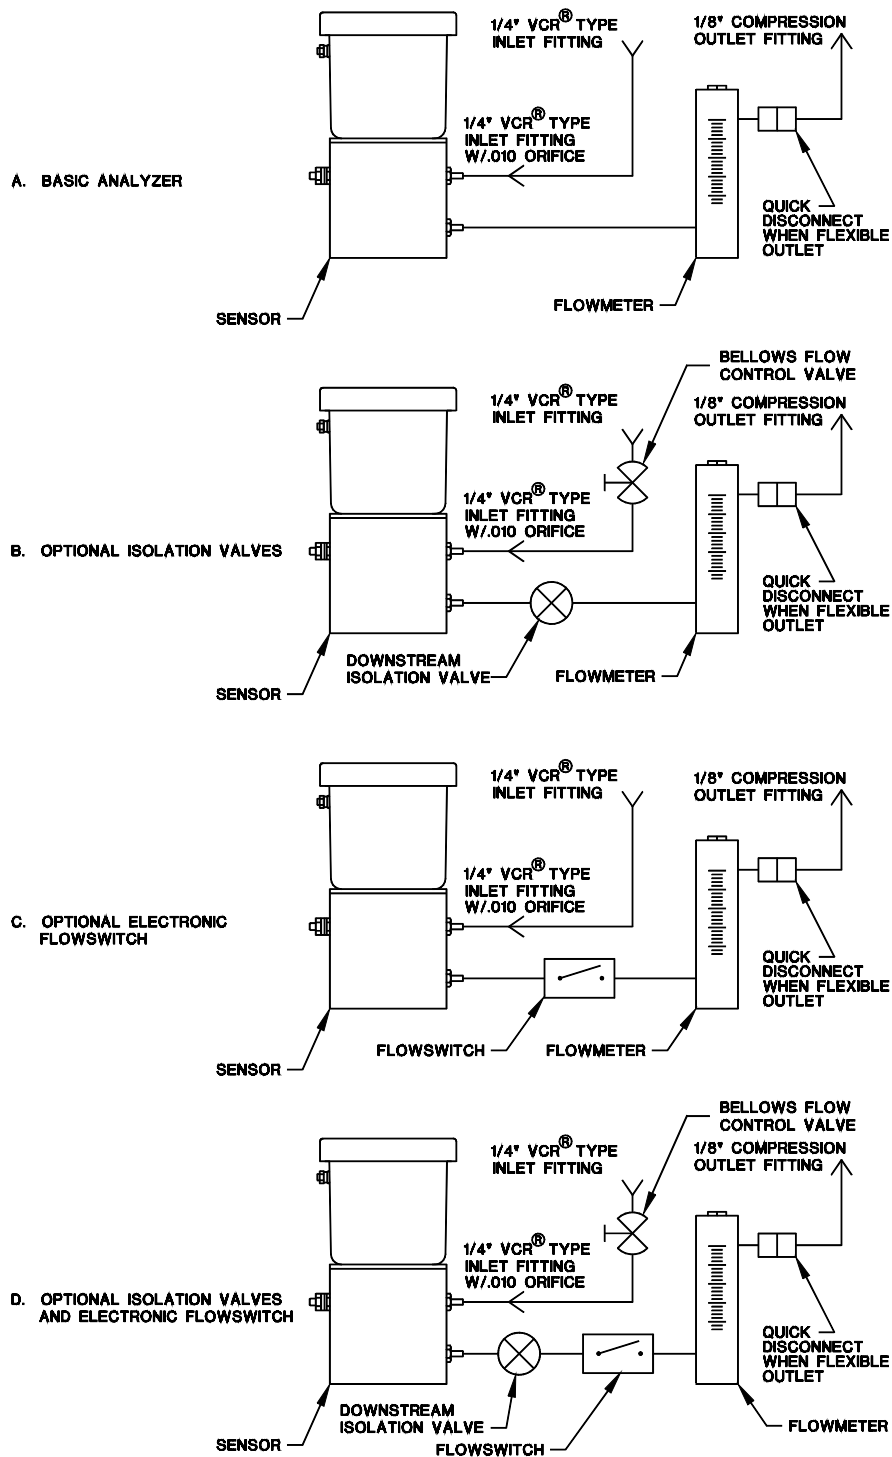 1/4" VCR® TYPE
INLET FITTING
1/8" COMPRESSION
OUTLET FITTING
1/4" VCR® TYPE
INLET FITTING
W/.010 ORIFICE
A. BASIC ANALYZER
QUICK
DISCONNECT
WHEN FLEXIBLE
OUTLET
FLOWMETER
SENSOR
BELLOWS FLOW
CONTROL VALVE
1/4" VCR® TYPE
INLET FITTING
1/8" COMPRESSION
OUTLET FITTING
1/4" VCR® TYPE
INLET FITTING
W/.010 ORIFICE
B. OPTIONAL ISOLATION VALVES
QUICK
DISCONNECT
WHEN FLEXIBLE
OUTLET
DOWNSTREAM
ISOLATION VALVE
FLOWMETER
SENSOR
1/4" VCR® TYPE
INLET FITTING
1/8" COMPRESSION
OUTLET FITTING
1/4" VCR® TYPE
INLET FITTING
W/.010 ORIFICE
C. OPTIONAL ELECTRONIC
FLOWSWITCH
QUICK
DISCONNECT
WHEN FLEXIBLE
OUTLET
FLOWSWITCH
FLOWMETER
SENSOR
BELLOWS FLOW
CONTROL VALVE
1/4" VCR® TYPE
INLET FITTING
1/8" COMPRESSION
OUTLET FITTING
1/4" VCR® TYPE
INLET FITTING
W/.010 ORIFICE
D. OPTIONAL ISOLATION VALVES
AND ELECTRONIC FLOWSWITCH
QUICK
DISCONNECT
WHEN FLEXIBLE
OUTLET
DOWNSTREAM
ISOLATION VALVE
FLOWMETER
SENSOR
FLOWSWITCH